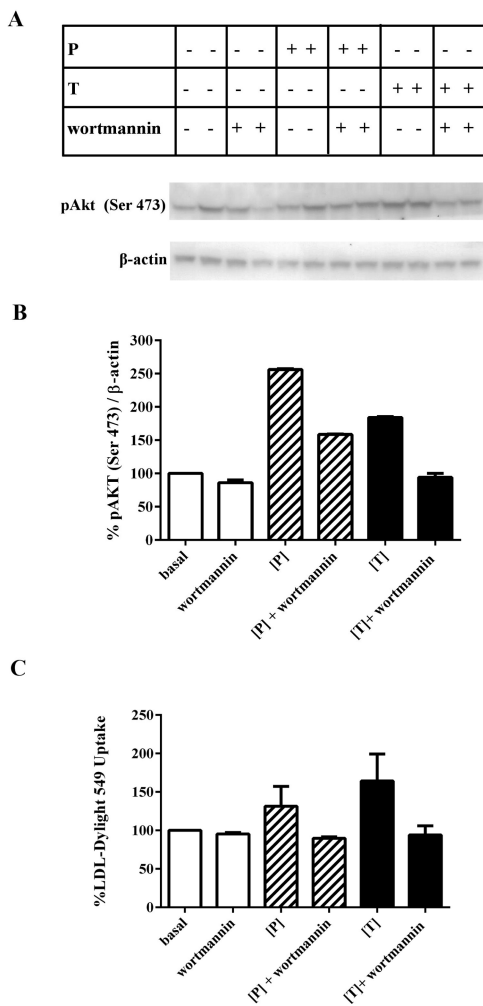 A
P - - - - + + + + - - - -
T - - - - - - - - + + + +
wortmannin - - + + - - + + - - + +
pAkt (Ser 473)
β-actin
B
% pAKT (Ser 473) / β-actin
300
250
200
150
100
50
0
basal
wortmannin
[P]
[P] + wortmannin
[T]
[T]+ wortmannin
C
%LDL-Dylight 549 Uptake
250
200
150
100
50
0
basal
wortmannin
[P]
[P] + wortmannin
[T]
[T]+ wortmannin